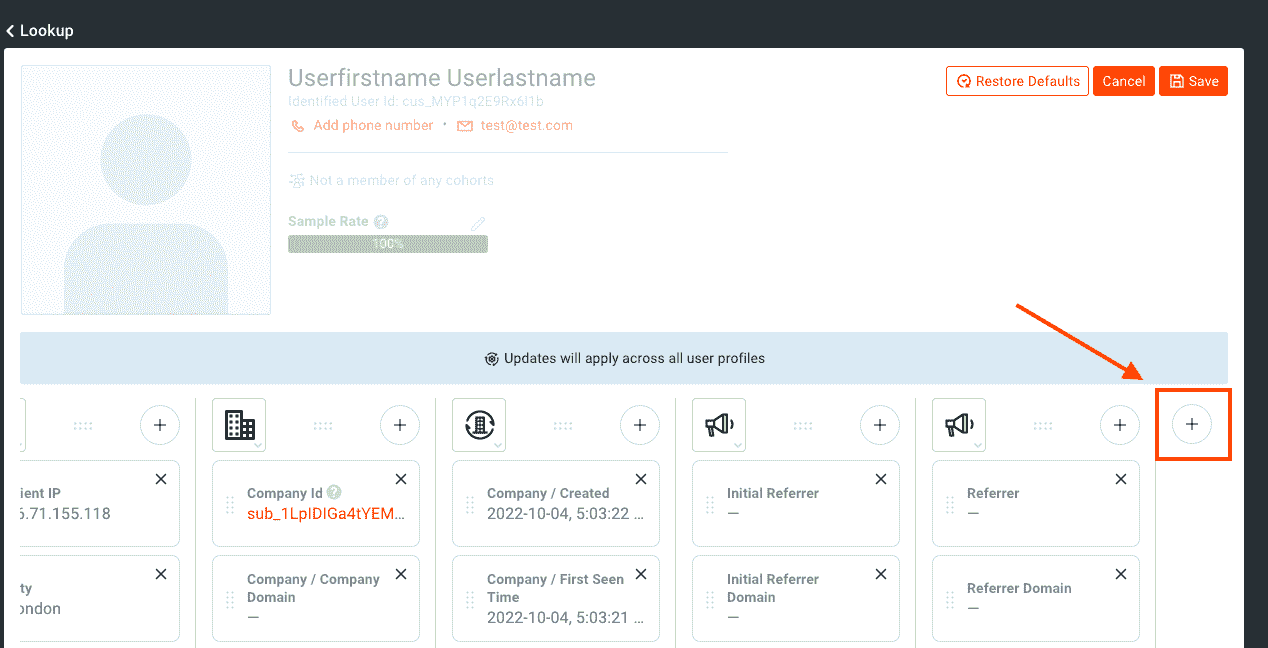 Lookup
Userfirstname Userlastname
Identified User Id: cus_MYP1q2E9Rx6I1b
Add phone number • test@test.com
Not a member of any cohorts
Sample Rate ?
100%
Restore Defaults
Cancel
Save
Updates will apply across all user profiles
ient IP
6.71.155.118
ty
ondon
Company Id ?
sub_1LpIDIGa4tYEM...
Company / Company
Domain
—
Company / Created
2022-10-04, 5:03:22 ...
Company / First Seen
Time
2022-10-04, 5:03:21 ...
Initial Referrer
—
Initial Referrer
Domain
—
Referrer
—
Referrer Domain
—